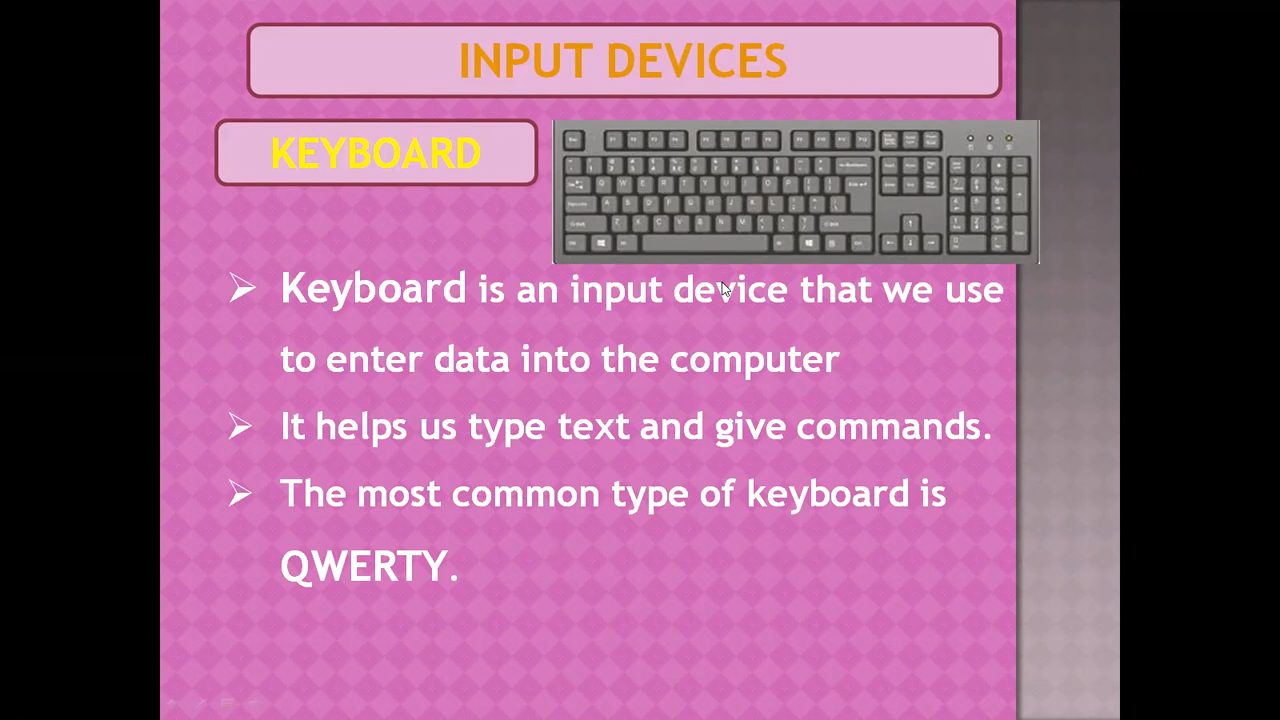 INPUT DEVICES
KEYBOARD
Keyboard is an input device that we use
to enter data into the computer
It helps us type text and give commands.
The most common type of keyboard is
QWERTY.